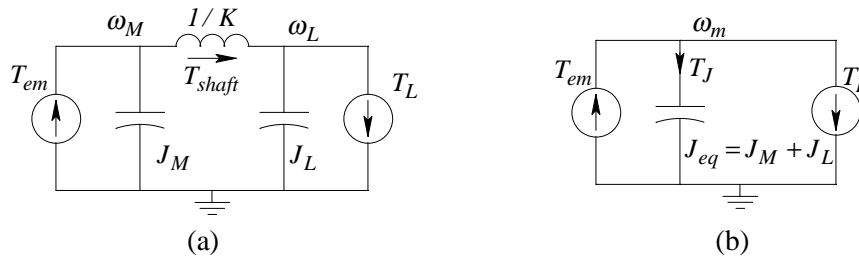 ω_M
1/ K
ω_L
T_em
T_shaft
T_L
J_M
J_L
(a)
ω_m
T_em
T_J
J_eq = J_M + J_L
(b)